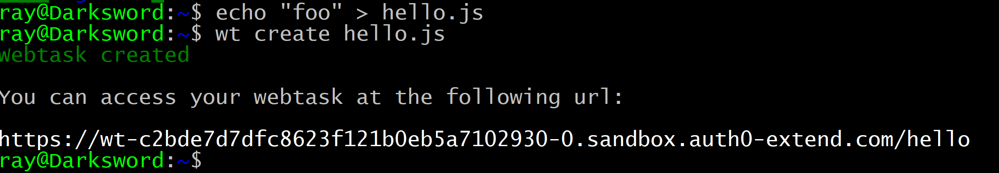 ray@Darksword:~$ echo "foo" > hello.js
ray@Darksword:~$ wt create hello.js
Webtask created
You can access your webtask at the following url:
https://wt-c2bde7d7dfc8623f121b0eb5a7102930-0.sandbox.auth0-extend.com/hello
ray@Darksword:~$